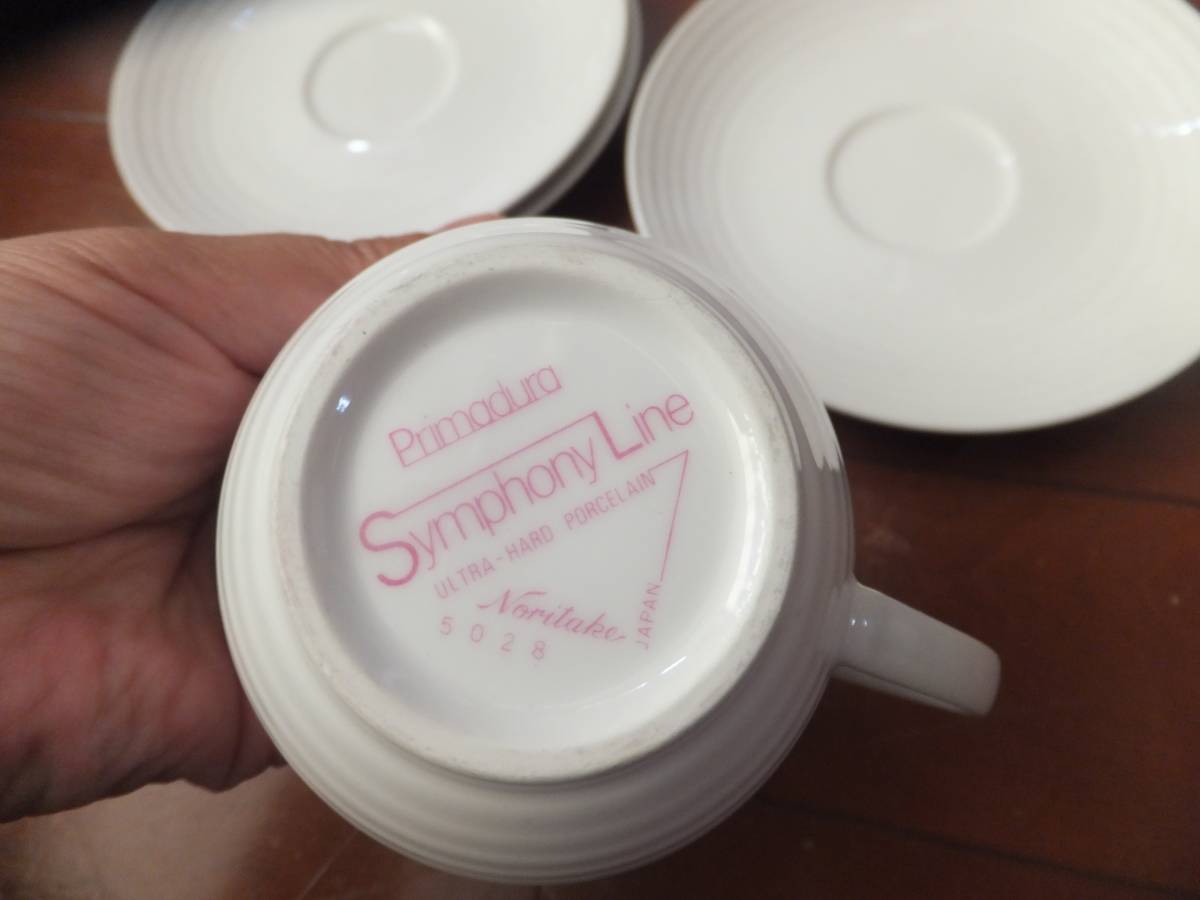 Primadura
Symphony Line
ULTRA-HARD PORCELAIN
Noritake
JAPAN
5028